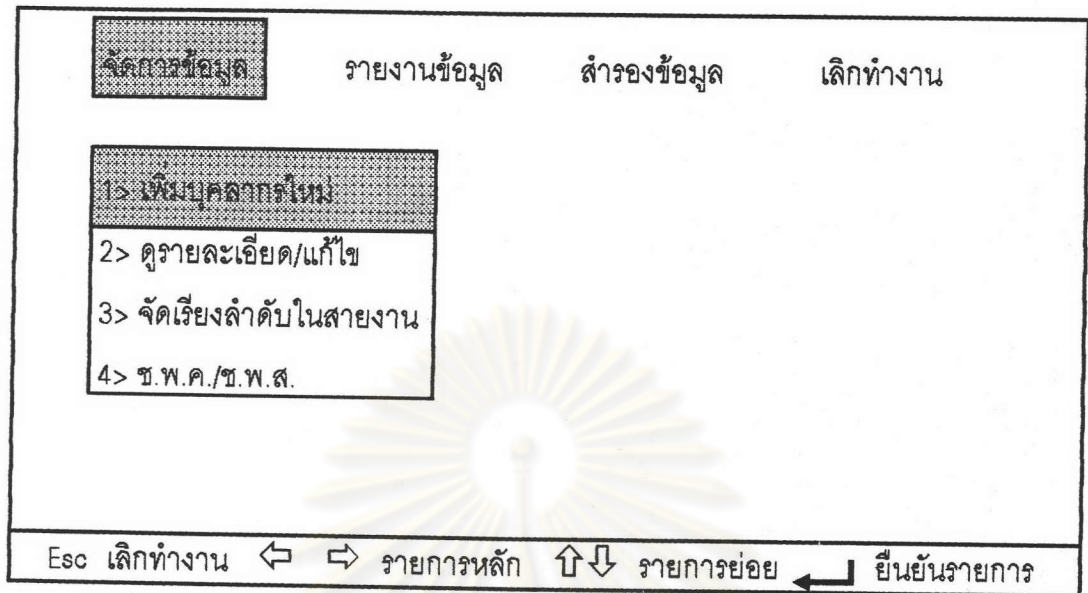 จัดการข้อมูล รายงานข้อมูล สำรองข้อมูล เลิกทำงาน
1> เพิ่มบุคลากรใหม่
2> ดูรายละเอียด/แก้ไข
3> จัดเรียงลำดับในสายงาน
4> ช.พ.ค./ช.พ.ส.
Esc เลิกทำงาน ⇦ ⇨ รายการหลัก ⇧⇩ รายการย่อย ↵ ยืนยันรายการ